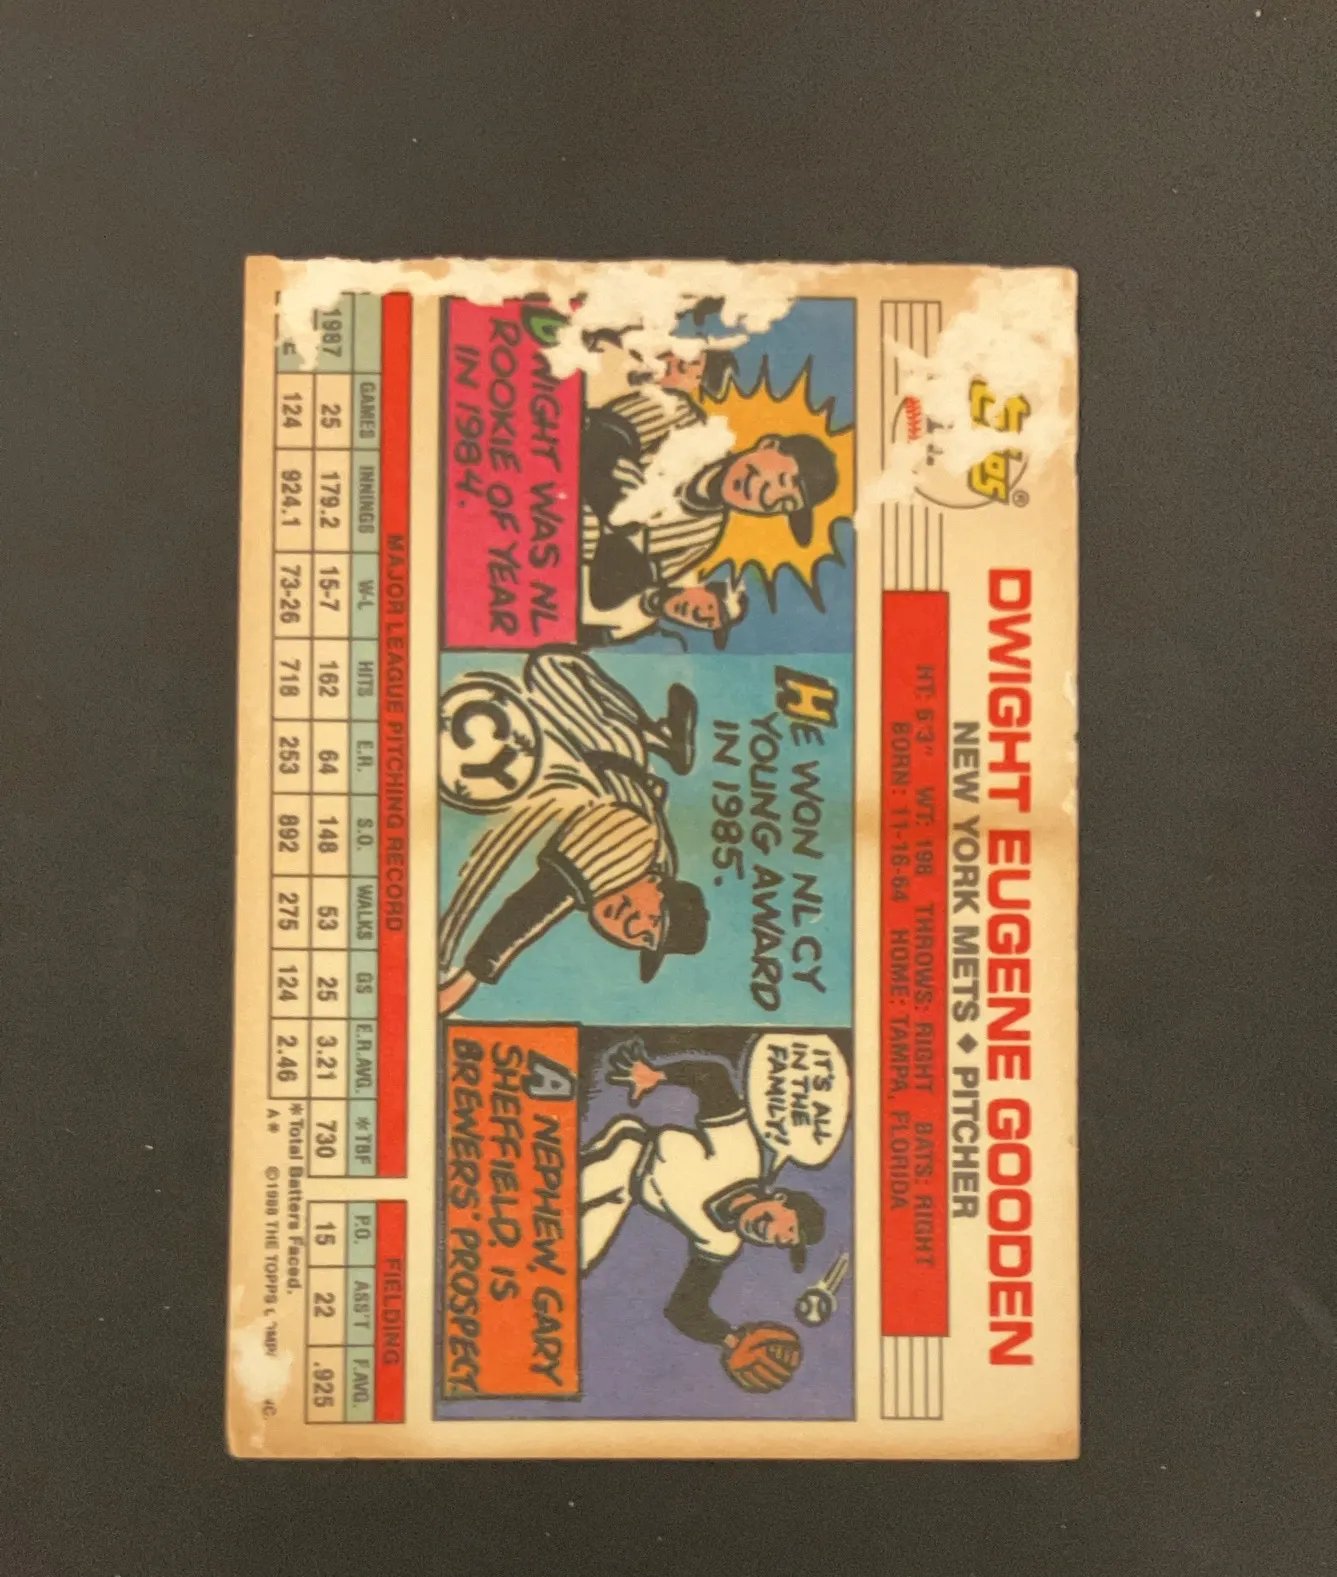 DWIGHT EUGENE GOODEN
NEW YORK METS ◆ PITCHER
HT: 6'3" WT: 198 THROWS: RIGHT BATS: RIGHT
BORN: 11-16-64 HOME: TAMPA, FLORIDA
DWIGHT WAS NL
ROOKIE OF YEAR
IN 1984.
HE WON NL CY
YOUNG AWARD
IN 1985.
CY
IT'S ALL
IN THE
FAMILY!
A NEPHEW, GARY
SHEFFIELD, IS
BREWERS' PROSPECT.
MAJOR LEAGUE PITCHING RECORD
FIELDING
GAMES INNINGS W-L HITS E.R. S.O. WALKS GS E.R.AVG. *TBF P.O. ASS'T F.AVG.
1987 25 179.2 15-7 162 64 148 53 25 3.21 730 15 22 .925
124 924.1 73-26 718 253 892 275 124 2.46
*Total Batters Faced.
A* ©1988 THE TOPPS